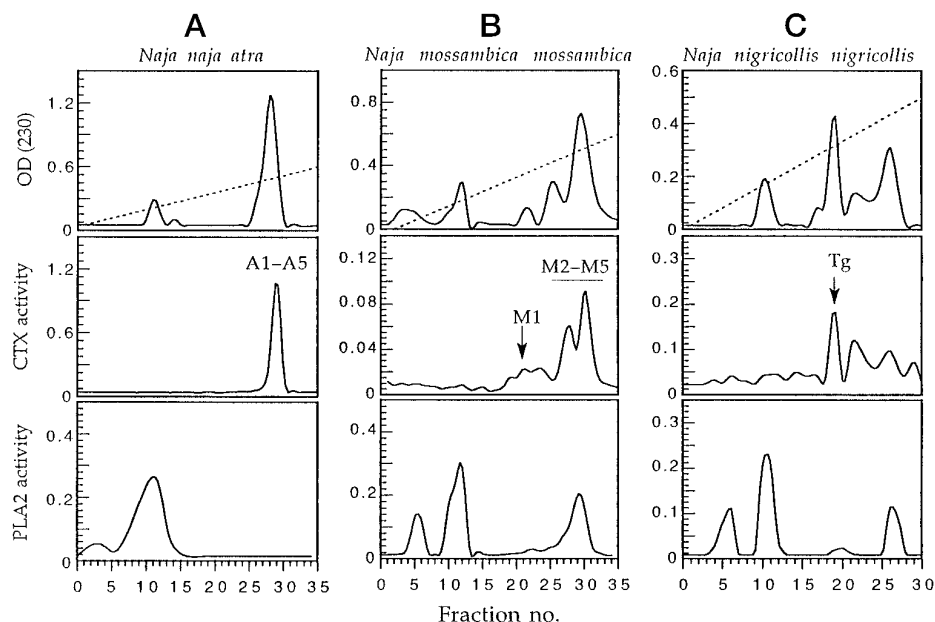 A
B
C
Naja naja atra
Naja mossambica mossambica
Naja nigricollis nigricollis
OD (230)
1.2
0.6
0
0.8
0.4
0
0.6
0.4
0.2
0
CTX activity
1.2
0.6
0
A1–A5
0.12
0.08
0.04
0
M1
M2–M5
0.3
0.2
0.1
0
Tg
PLA2 activity
0.4
0.2
0
0.4
0.2
0
0.3
0.2
0.1
0
0 5 10 15 20 25 30 35
0 5 10 15 20 25 30 35
0 5 10 15 20 25 30
Fraction no.